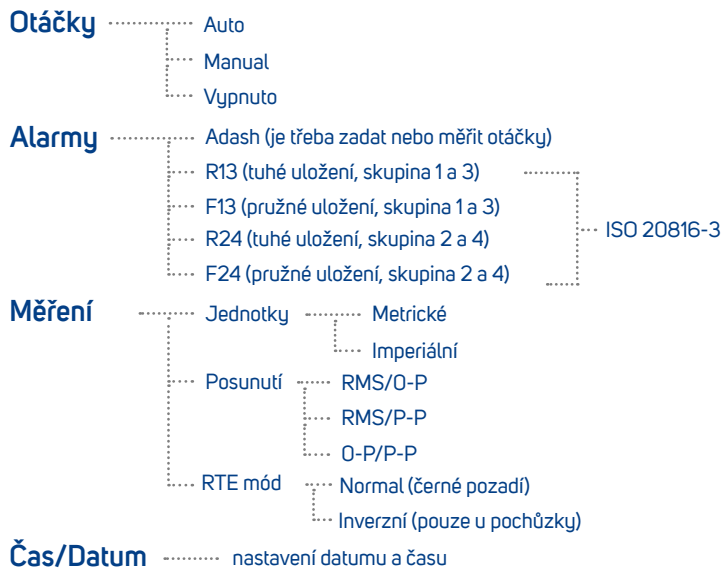 Otáčky Auto
Manual
Vypnuto
Alarmy Adash (je třeba zadat nebo měřit otáčky)
R13 (tuhé uložení, skupina 1 a 3)
F13 (pružné uložení, skupina 1 a 3)
ISO 20816-3
R24 (tuhé uložení, skupina 2 a 4)
F24 (pružné uložení, skupina 2 a 4)
Měření Jednotky Metrické
Imperiální
Posunutí RMS/0-P
RMS/P-P
0-P/P-P
RTE mód Normal (černé pozadí)
Inverzní (pouze u pochůzky)
Čas/Datum nastavení datumu a času